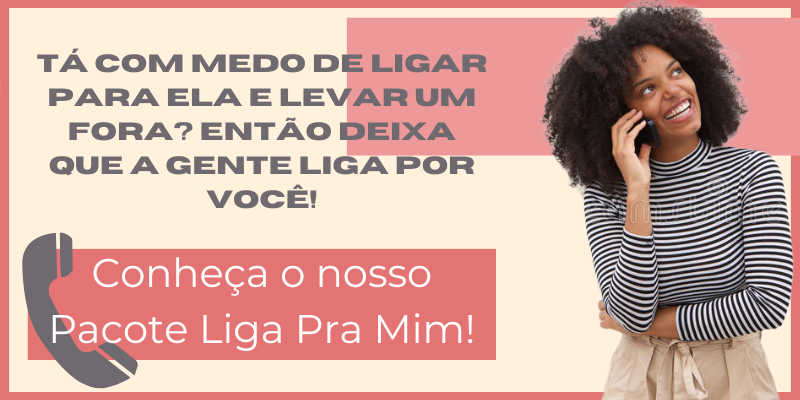 TÁ COM MEDO DE LIGAR
PARA ELA E LEVAR UM
FORA? ENTÃO DEIXA
QUE A GENTE LIGA POR
VOCÊ!
Conheça o nosso
Pacote Liga Pra Mim!